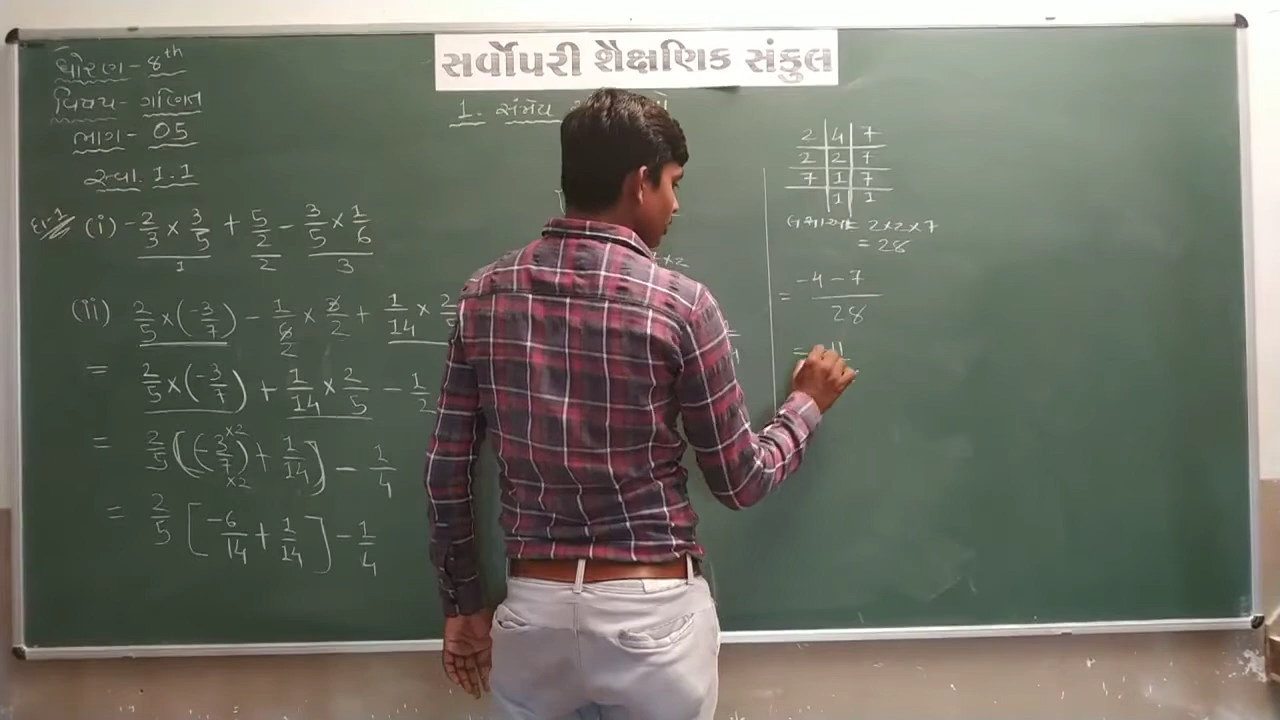 સર્વોપરી શૈક્ષણિક સંકુલ
ધોરણ - 8th
વિષય - ગણિત
ભાગ - 05
સ્વા. 1.1
1. સંમેય
(i) -2/3 × 3/5 + 5/2 - 3/5 × 1/6
1 2 3
(ii) 2/5 × (-3/7) - 1/6 × 3/2 + 1/14 × 2/5
2
= 2/5 × (-3/7) + 1/14 × 2/5 - 1/2
= 2/5 ((-3/7 ×2/×2) + 1/14) - 1/4
= 2/5 [-6/14 + 1/14] - 1/4
2 | 4 | 7
2 | 2 | 7
7 | 1 | 7
1 | 1
= 2×2×7
= 28
= -4 - 7 / 28